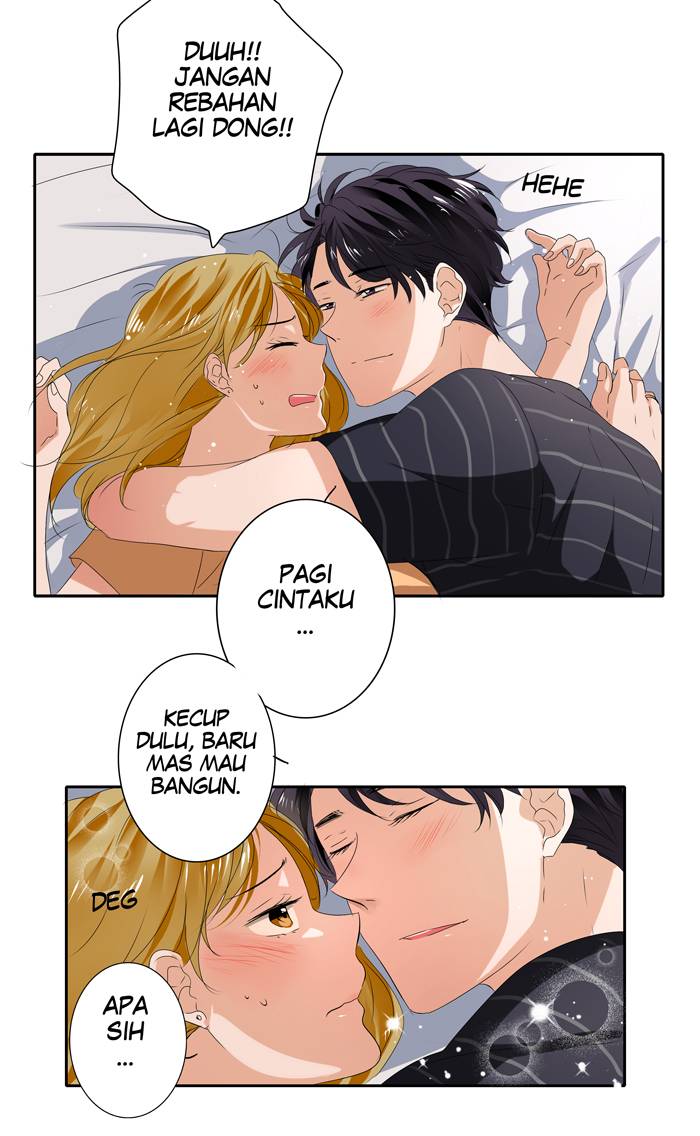 DUUH!!
JANGAN
REBAHAN
LAGI DONG!!
HEHE
PAGI
CINTAKU
...
KECUP
DULU, BARU
MAS MAU
BANGUN.
DEG
APA
SIH
...